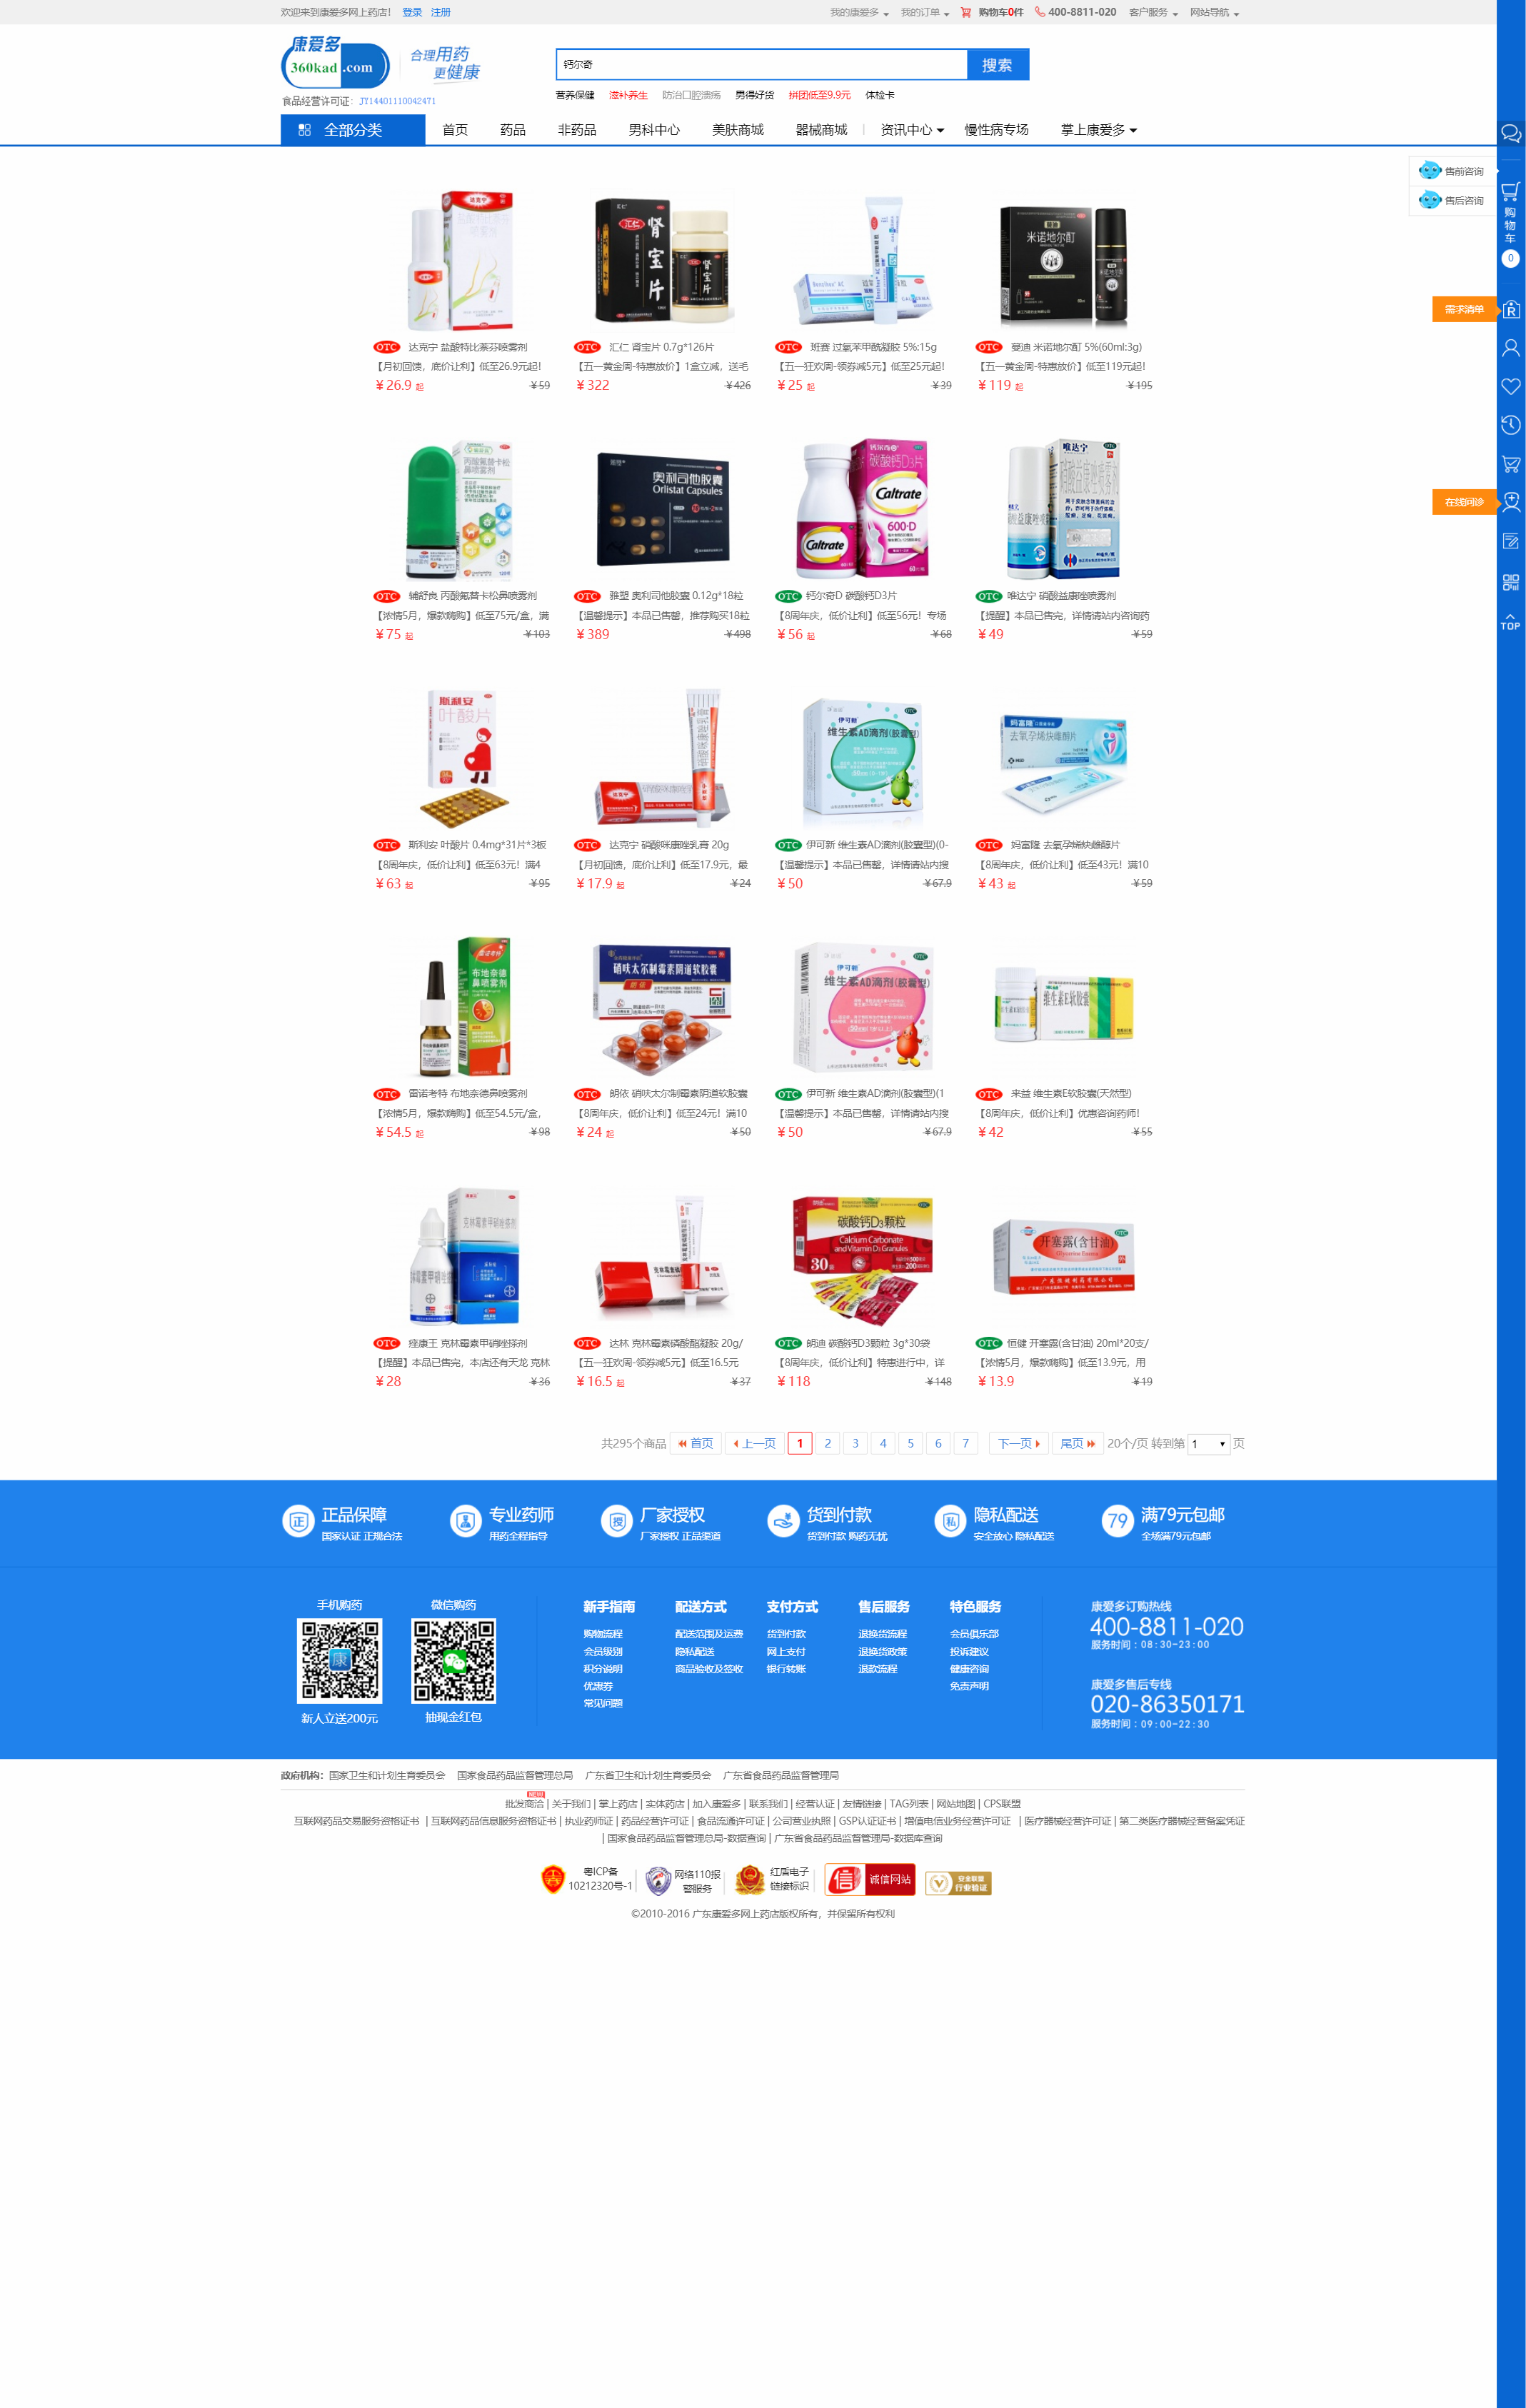 欢迎来到康爱多网上药店！ 登录 注册
我的康爱多 我的订单 购物车0件 400-8811-020 客户服务 网站导航
康爱多
360kad.com
合理用药
更健康
食品经营许可证：JY14401110042471
钙尔奇 搜索
营养保健 滋补养生 防治口腔溃疡 男得好货 拼团低至9.9元 体检卡
全部分类 首页 药品 非药品 男科中心 美肤商城 器械商城 资讯中心 慢性病专场 掌上康爱多
售前咨询
售后咨询
购物车
0
需求清单
在线问诊
TOP
OTC 达克宁 盐酸特比萘芬喷雾剂
【月初回馈，底价让利】低至26.9元起！
￥26.9 起 ￥59
OTC 汇仁 肾宝片 0.7g*126片
【五一黄金周-特惠放价】1盒立减，送毛
￥322 ￥426
OTC 班赛 过氧苯甲酰凝胶 5%:15g
【五一狂欢周-领券减5元】低至25元起！
￥25 起 ￥39
OTC 蔓迪 米诺地尔酊 5%(60ml:3g)
【五一黄金周-特惠放价】低至119元起！
￥119 起 ￥195
OTC 辅舒良 丙酸氟替卡松鼻喷雾剂
【浓情5月，爆款嗨购】低至75元/盒，满
￥75 起 ￥103
OTC 雅塑 奥利司他胶囊 0.12g*18粒
【温馨提示】本品已售罄，推荐购买18粒
￥389 ￥498
OTC 钙尔奇D 碳酸钙D3片
【8周年庆，低价让利】低至56元！专场
￥56 起 ￥68
OTC 唯达宁 硝酸益康唑喷雾剂
【提醒】本品已售完，详情请站内咨询药
￥49 ￥59
OTC 斯利安 叶酸片 0.4mg*31片*3板
【8周年庆，低价让利】低至63元！满4
￥63 起 ￥95
OTC 达克宁 硝酸咪康唑乳膏 20g
【月初回馈，底价让利】低至17.9元，最
￥17.9 起 ￥24
OTC 伊可新 维生素AD滴剂(胶囊型)(0-
【温馨提示】本品已售罄，详情请站内搜
￥50 ￥67.9
OTC 妈富隆 去氧孕烯炔雌醇片
【8周年庆，低价让利】低至43元！满10
￥43 起 ￥59
OTC 雷诺考特 布地奈德鼻喷雾剂
【浓情5月，爆款嗨购】低至54.5元/盒，
￥54.5 起 ￥98
OTC 朗依 硝呋太尔制霉素阴道软胶囊
【8周年庆，低价让利】低至24元！满10
￥24 起 ￥50
OTC 伊可新 维生素AD滴剂(胶囊型)(1
【温馨提示】本品已售罄，详情请站内搜
￥50 ￥67.9
OTC 来益 维生素E软胶囊(天然型)
【8周年庆，低价让利】优惠咨询药师！
￥42 ￥55
OTC 痤康王 克林霉素甲硝唑搽剂
【提醒】本品已售完，本店还有天龙 克林
￥28 ￥36
OTC 达林 克林霉素磷酸酯凝胶 20g/
【五一狂欢周-领券减5元】低至16.5元
￥16.5 起 ￥37
OTC 朗迪 碳酸钙D3颗粒 3g*30袋
【8周年庆，低价让利】特惠进行中，详
￥118 ￥148
OTC 恒健 开塞露(含甘油) 20ml*20支/
【浓情5月，爆款嗨购】低至13.9元，用
￥13.9 ￥19
共295个商品 首页 上一页 1 2 3 4 5 6 7 下一页 尾页 20个/页 转到第 1 页
正 正品保障 国家认证 正规合法
专业药师 用药全程指导
授 厂家授权 厂家授权 正品渠道
货到付款 货到付款 购药无忧
私 隐私配送 安全放心 隐私配送
79 满79元包邮 全场满79元包邮
手机购药 微信购药
新人立送200元 抽现金红包
新手指南
购物流程
会员级别
积分说明
优惠券
常见问题
配送方式
配送范围及运费
隐私配送
商品验收及签收
支付方式
货到付款
网上支付
银行转账
售后服务
退换货流程
退换货政策
退款流程
特色服务
会员俱乐部
投诉建议
健康咨询
免责声明
康爱多订购热线
400-8811-020
服务时间：08:30-23:00
康爱多售后专线
020-86350171
服务时间：09:00-22:30
政府机构： 国家卫生和计划生育委员会 国家食品药品监督管理总局 广东省卫生和计划生育委员会 广东省食品药品监督管理局
NEW
批发商洽 | 关于我们 | 掌上药店 | 实体药店 | 加入康爱多 | 联系我们 | 经营认证 | 友情链接 | TAG列表 | 网站地图 | CPS联盟
互联网药品交易服务资格证书 | 互联网药品信息服务资格证书 | 执业药师证 | 药品经营许可证 | 食品流通许可证 | 公司营业执照 | GSP认证证书 | 增值电信业务经营许可证 | 医疗器械经营许可证 | 第二类医疗器械经营备案凭证
| 国家食品药品监督管理总局-数据查询 | 广东省食品药品监督管理局-数据库查询
粤ICP备
10212320号-1
网络110报
警服务
红盾电子
链接标识
信 诚信网站
安全联盟
行业验证
©2010-2016 广东康爱多网上药店版权所有，并保留所有权利